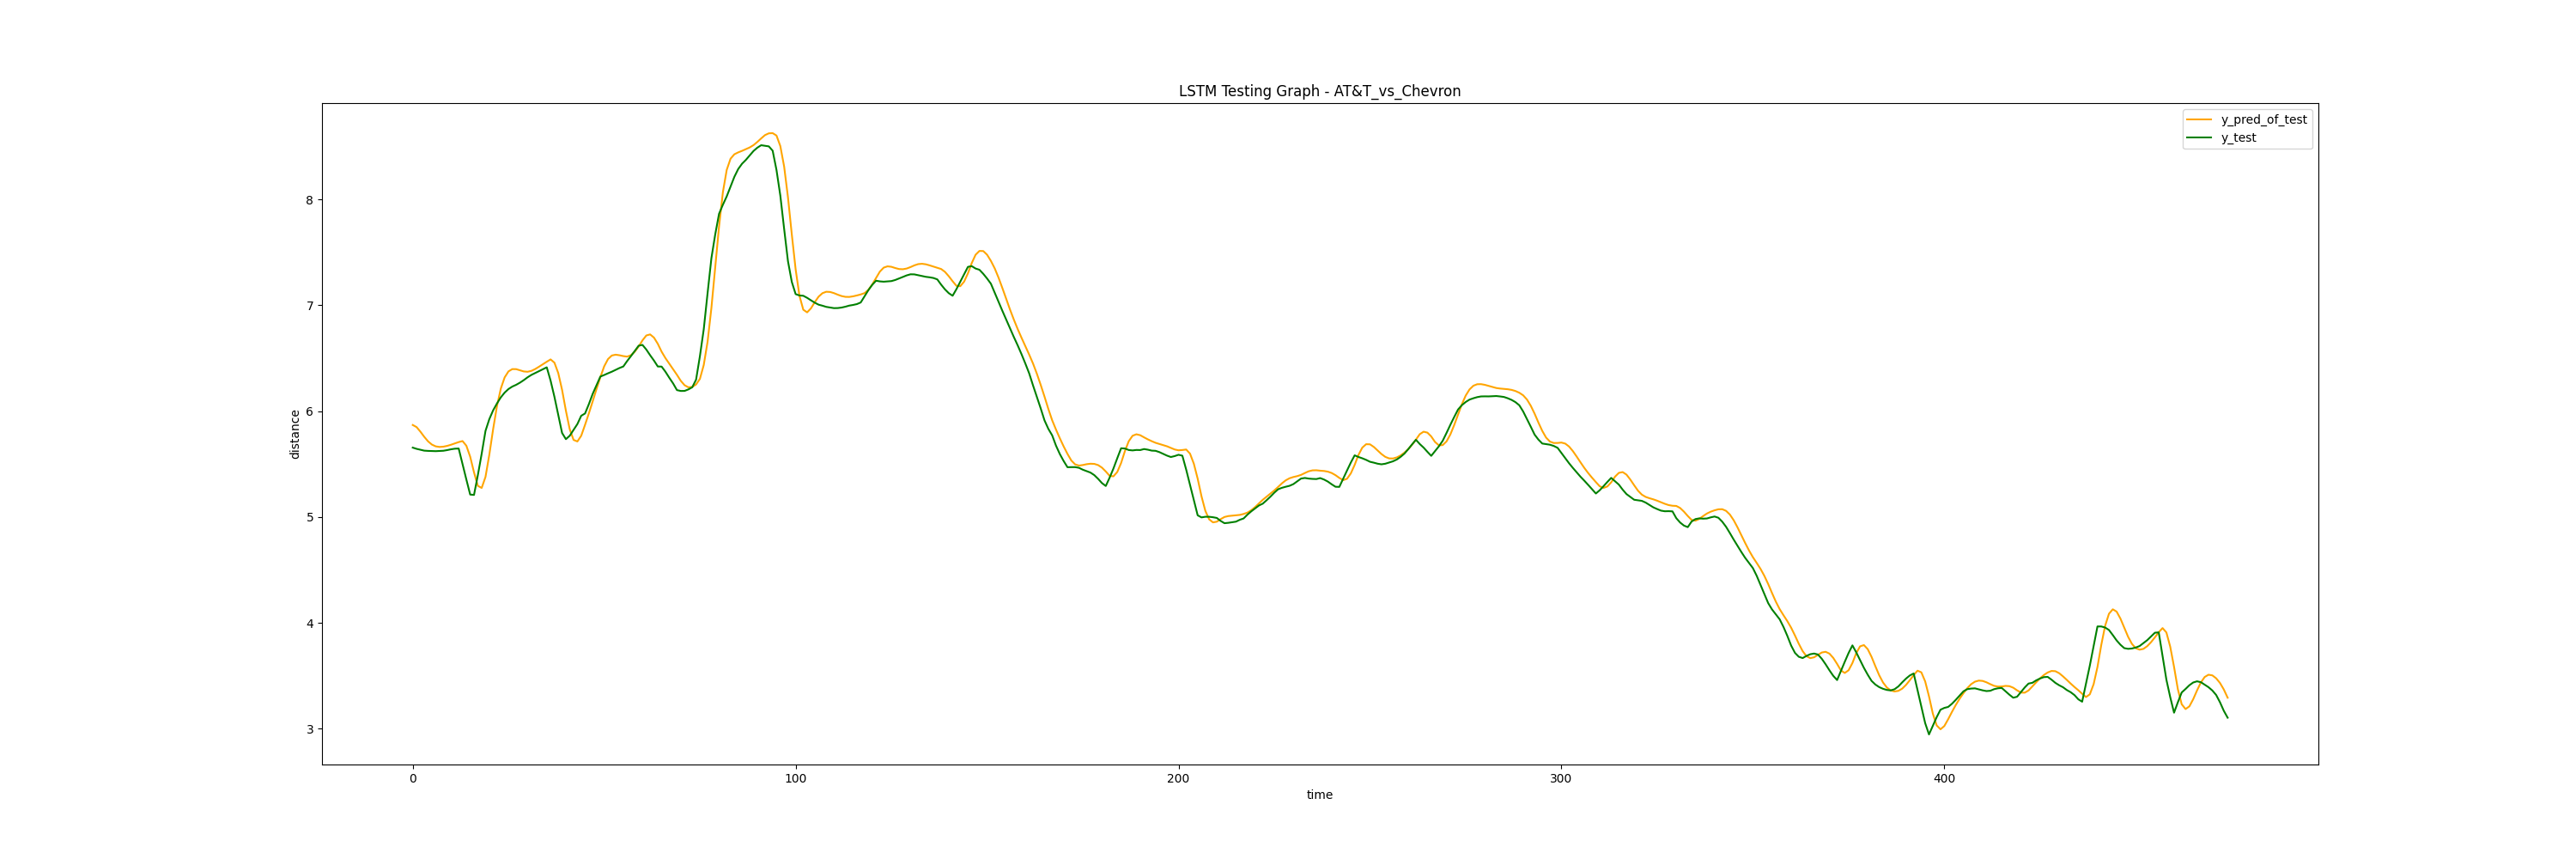 LSTM Testing Graph - AT&T_vs_Chevron
y_pred_of_test
y_test
8
7
6
5
4
3
distance
0 100 200 300 400
time